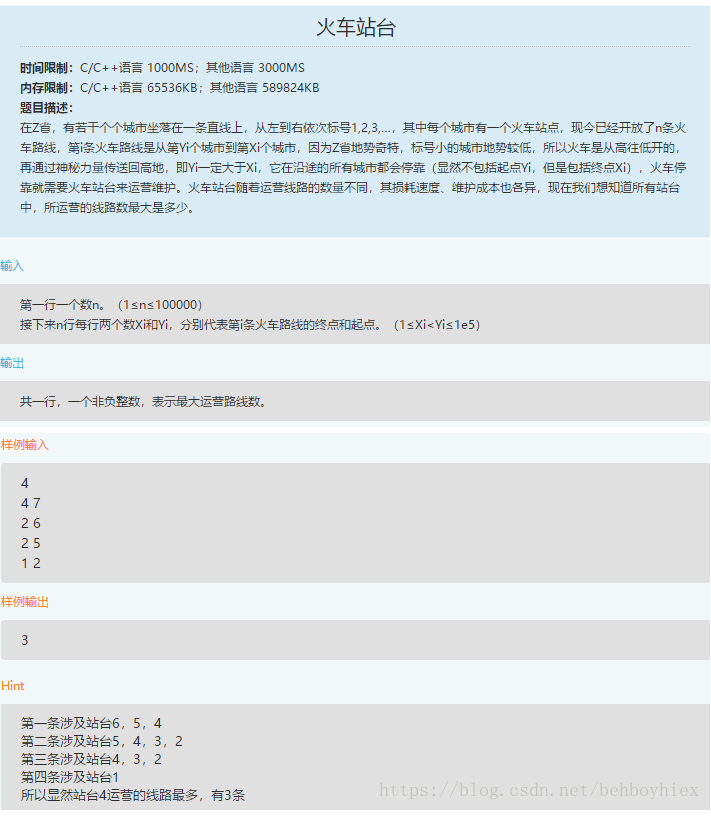 火车站台
时间限制：C/C++语言 1000MS；其他语言 3000MS
内存限制：C/C++语言 65536KB；其他语言 589824KB
题目描述：
在Z省，有若干个个城市坐落在一条直线上，从左到右依次标号1,2,3,...，其中每个城市有一个火车站点，现今已经开放了n条火
车路线，第i条火车路线是从第Yi个城市到第Xi个城市，因为Z省地势奇特，标号小的城市地势较低，所以火车是从高往低开的，
再通过神秘力量传送回高地，即Yi一定大于Xi，它在沿途的所有城市都会停靠（显然不包括起点Yi，但是包括终点Xi），火车停
靠就需要火车站台来运营维护。火车站台随着运营线路的数量不同，其损耗速度、维护成本也各异，现在我们想知道所有站台
中，所运营的线路数最大是多少。
输入
第一行一个数n。（1≤n≤100000）
接下来n行每行两个数Xi和Yi，分别代表第i条火车路线的终点和起点。（1≤Xi<Yi≤1e5）
输出
共一行，一个非负整数，表示最大运营路线数。
样例输入
4
4 7
2 6
2 5
1 2
样例输出
3
Hint
第一条涉及站台6，5，4
第二条涉及站台5，4，3，2
第三条涉及站台4，3，2
第四条涉及站台1
所以显然站台4运营的线路最多，有3条
https://blog.csdn.net/behboyhiex